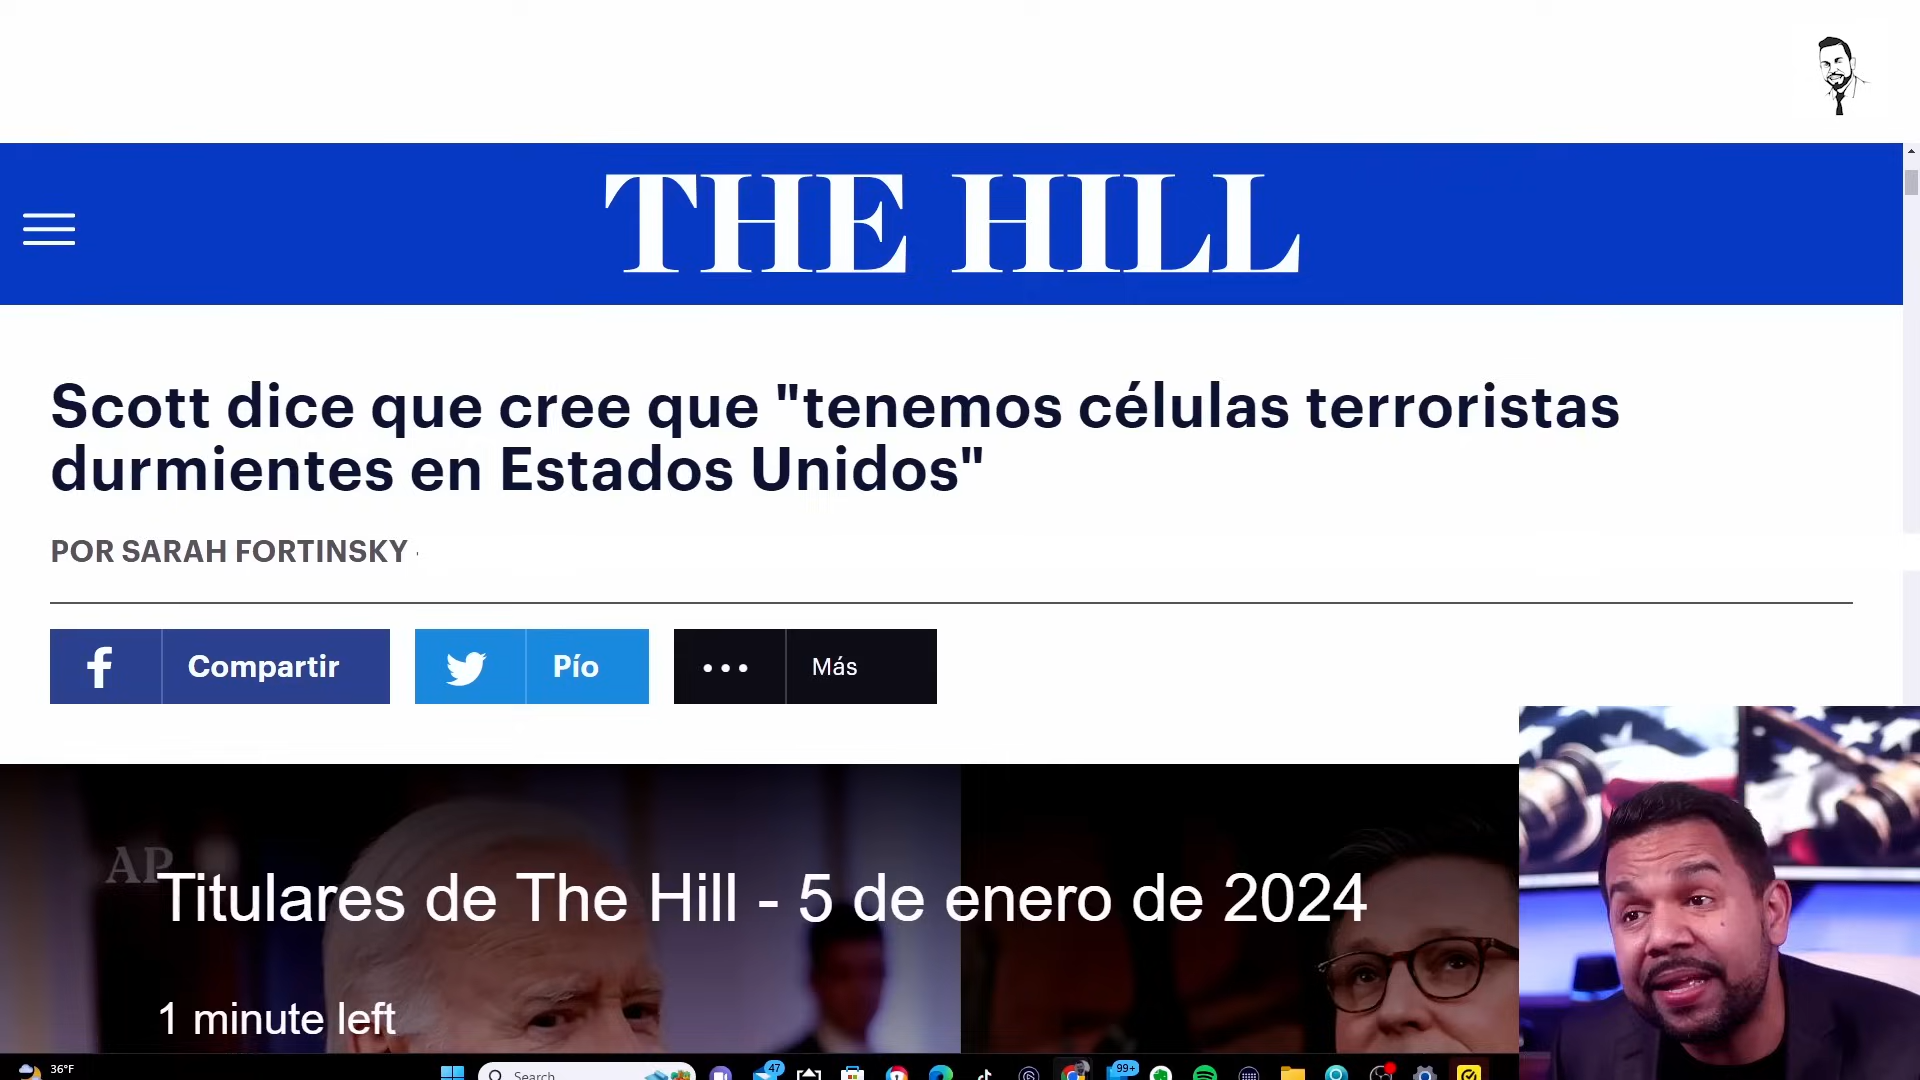 THE HILL
Scott dice que cree que "tenemos células terroristas
durmientes en Estados Unidos"
POR SARAH FORTINSKY
Compartir
Pío
Más
AP
Titulares de The Hill - 5 de enero de 2024
1 minute left
36°F
Search
47
99+